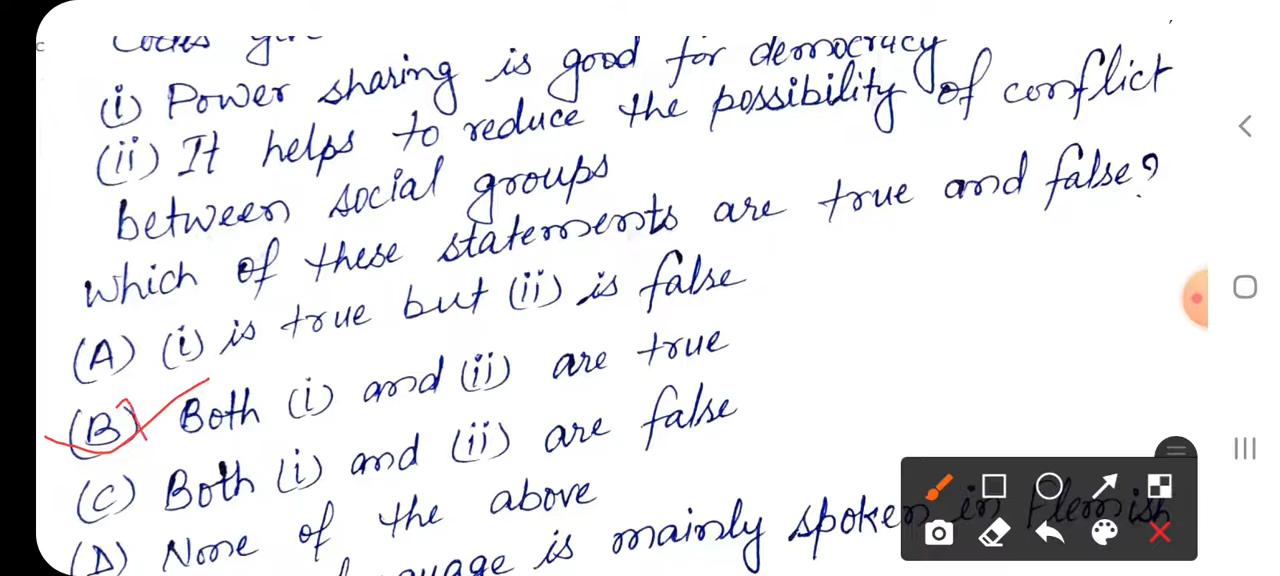 (i) Power sharing is good for democracy
(ii) It helps to reduce the possibility of conflict
between social groups
which of these statements are true and false?
(A) (i) is true but (ii) is false
(B) Both (i) and (ii) are true
(C) Both (i) and (ii) are false
(D) None of the above
is mainly spoken in Flemish